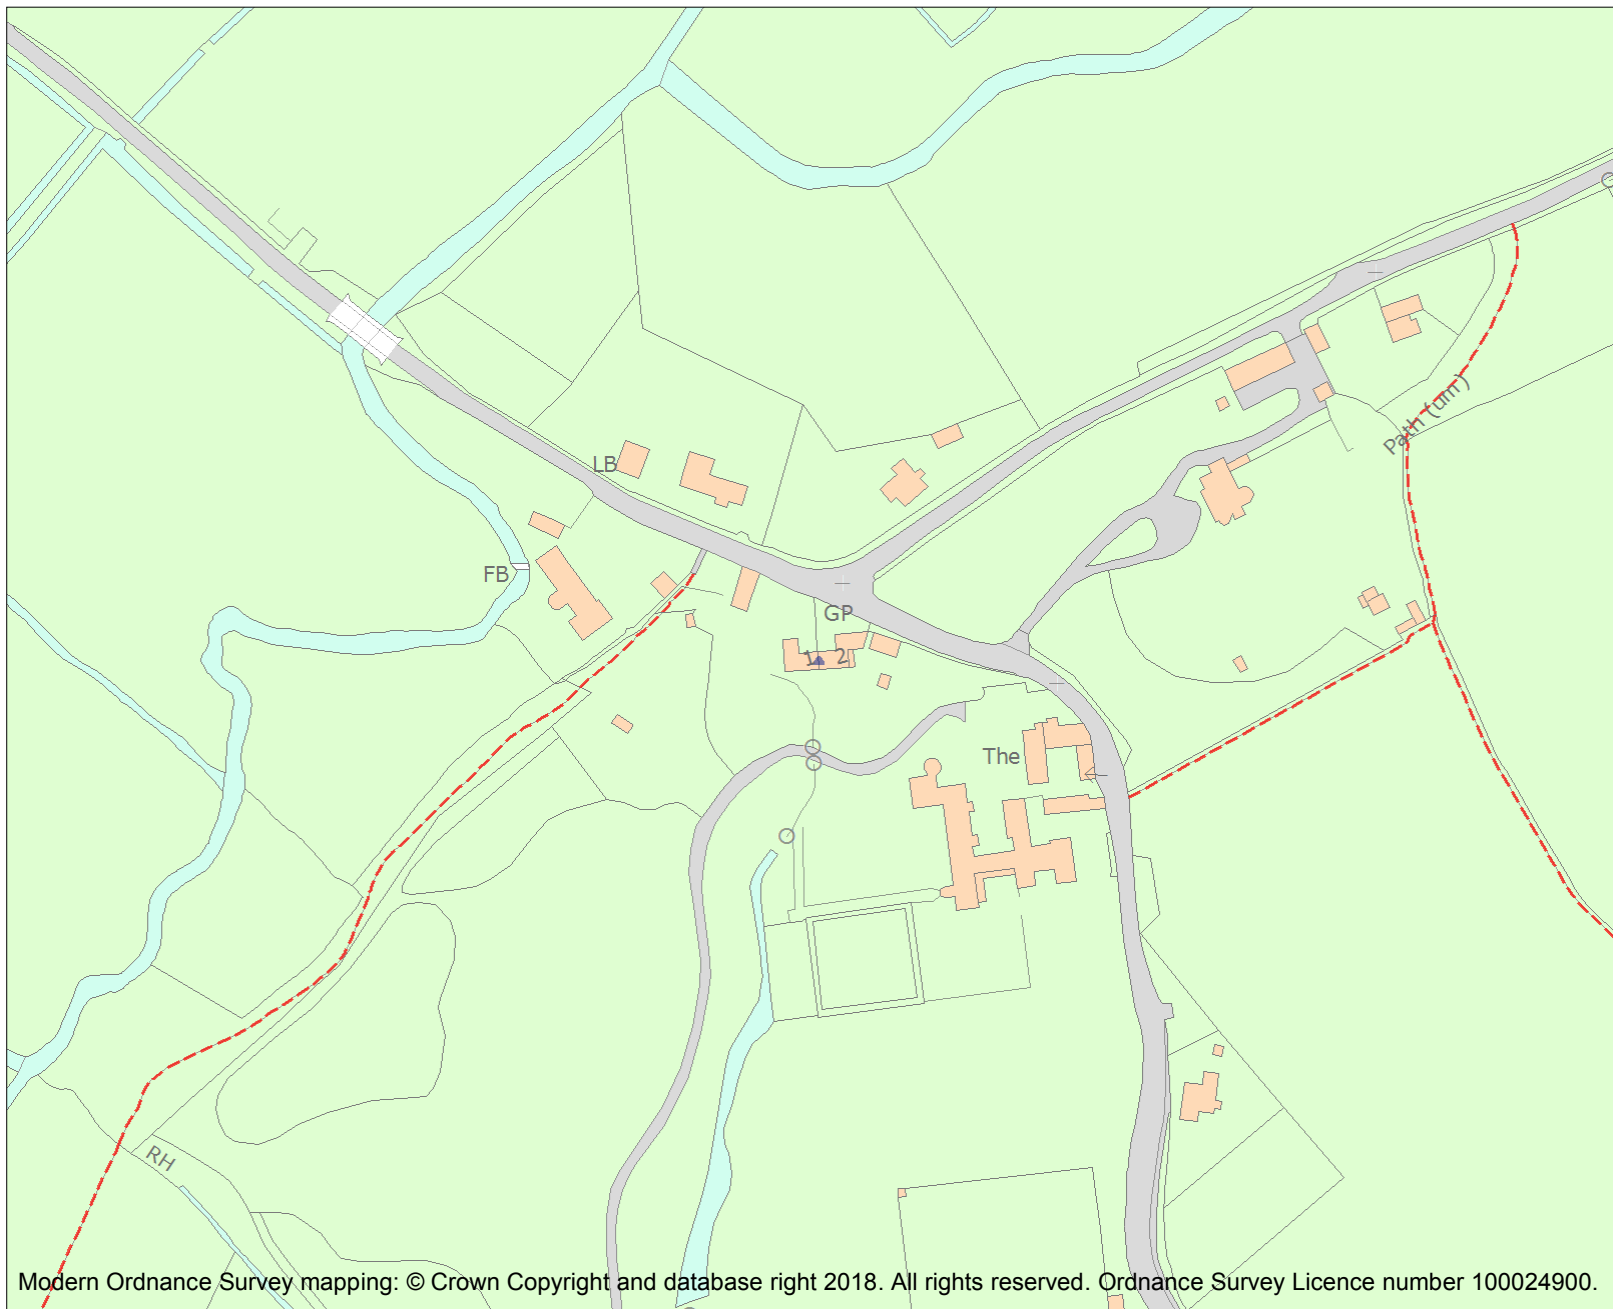 Path (um)
LB
FB
GP
1 2
The
RH
Modern Ordnance Survey mapping: © Crown Copyright and database right 2018. All rights reserved. Ordnance Survey Licence number 100024900.